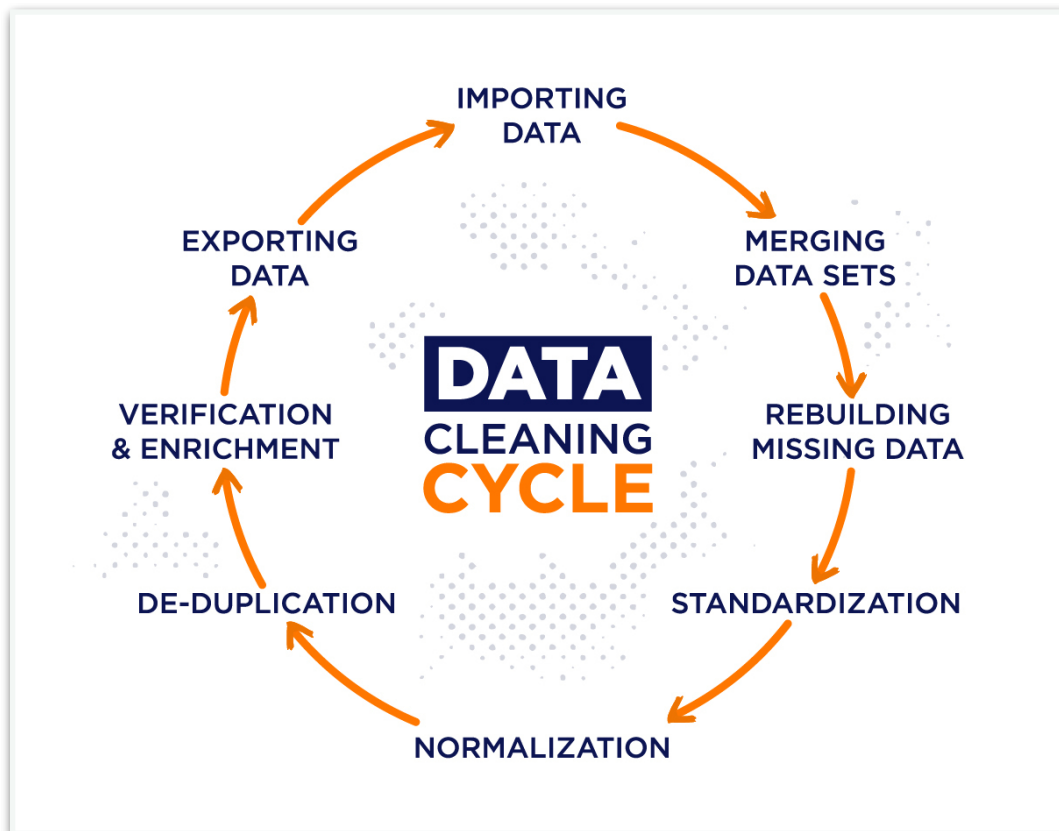 IMPORTING
DATA
MERGING
DATA SETS
REBUILDING
MISSING DATA
STANDARDIZATION
NORMALIZATION
DE-DUPLICATION
VERIFICATION
& ENRICHMENT
EXPORTING
DATA
DATA
CLEANING
CYCLE